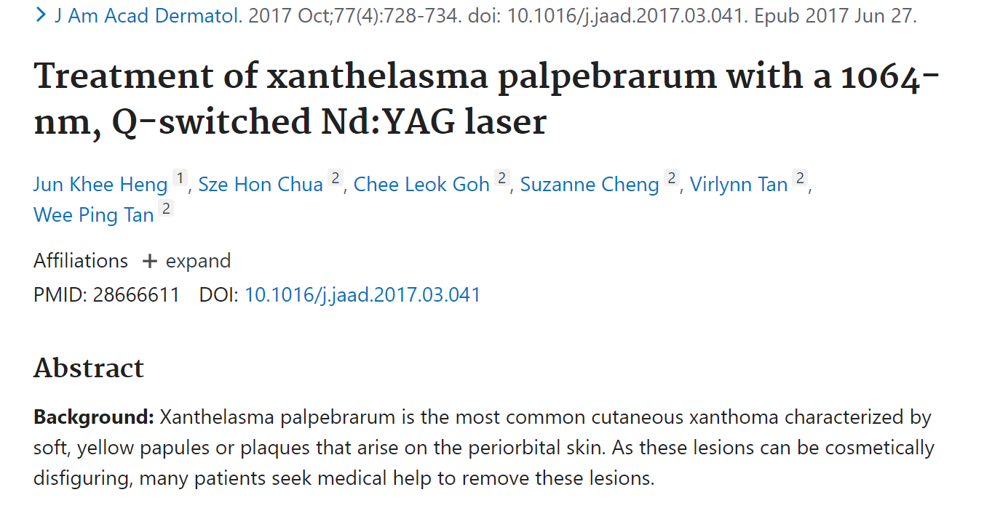 J Am Acad Dermatol. 2017 Oct;77(4):728-734. doi: 10.1016/j.jaad.2017.03.041. Epub 2017 Jun 27.
Treatment of xanthelasma palpebrarum with a 1064-
nm, Q-switched Nd:YAG laser
Jun Khee Heng 1, Sze Hon Chua 2, Chee Leok Goh 2, Suzanne Cheng 2, Virlynn Tan 2,
Wee Ping Tan 2
Affiliations + expand
PMID: 28666611 DOI: 10.1016/j.jaad.2017.03.041
Abstract
Background: Xanthelasma palpebrarum is the most common cutaneous xanthoma characterized by
soft, yellow papules or plaques that arise on the periorbital skin. As these lesions can be cosmetically
disfiguring, many patients seek medical help to remove these lesions.